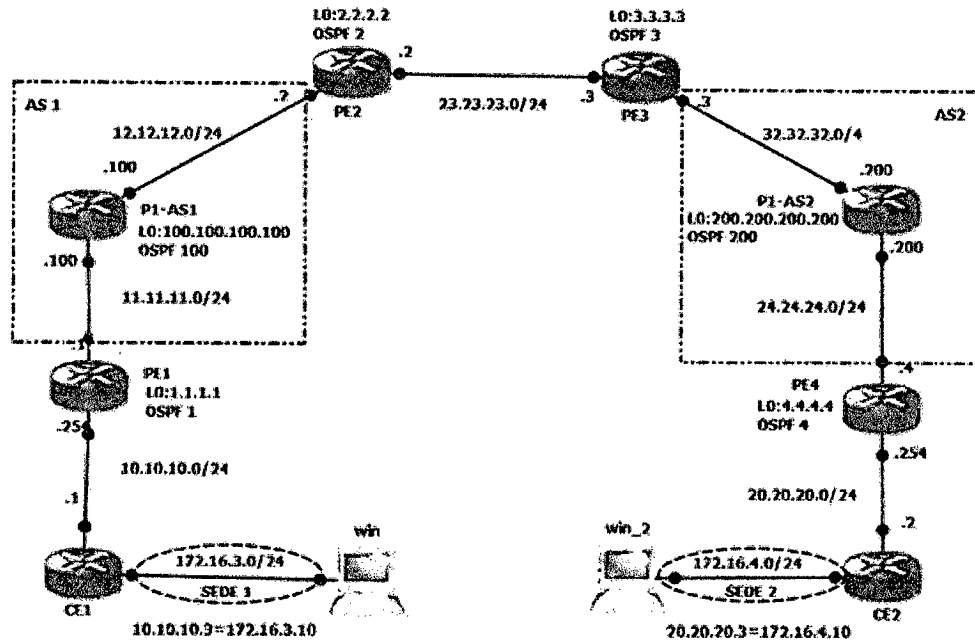 L0:2.2.2.2
OSPF 2
L0:3.3.3.3
OSPF 3
.2
.2
PE2
23.23.23.0/24
.3
.3
PE3
AS 1
AS2
12.12.12.0/24
32.32.32.0/4
.100
.200
P1-AS1
L0:100.100.100.100
OSPF 100
P1-AS2
L0:200.200.200.200
OSPF 200
.100
.200
11.11.11.0/24
24.24.24.0/24
.1
.4
PE1
L0:1.1.1.1
OSPF 1
PE4
L0:4.4.4.4
OSPF 4
.254
.254
10.10.10.0/24
20.20.20.0/24
.1
.2
win
win_2
172.16.3.0/24
172.16.4.0/24
SEDE 1
SEDE 2
CE1
CE2
10.10.10.9=172.16.3.10
20.20.20.3=172.16.4.10